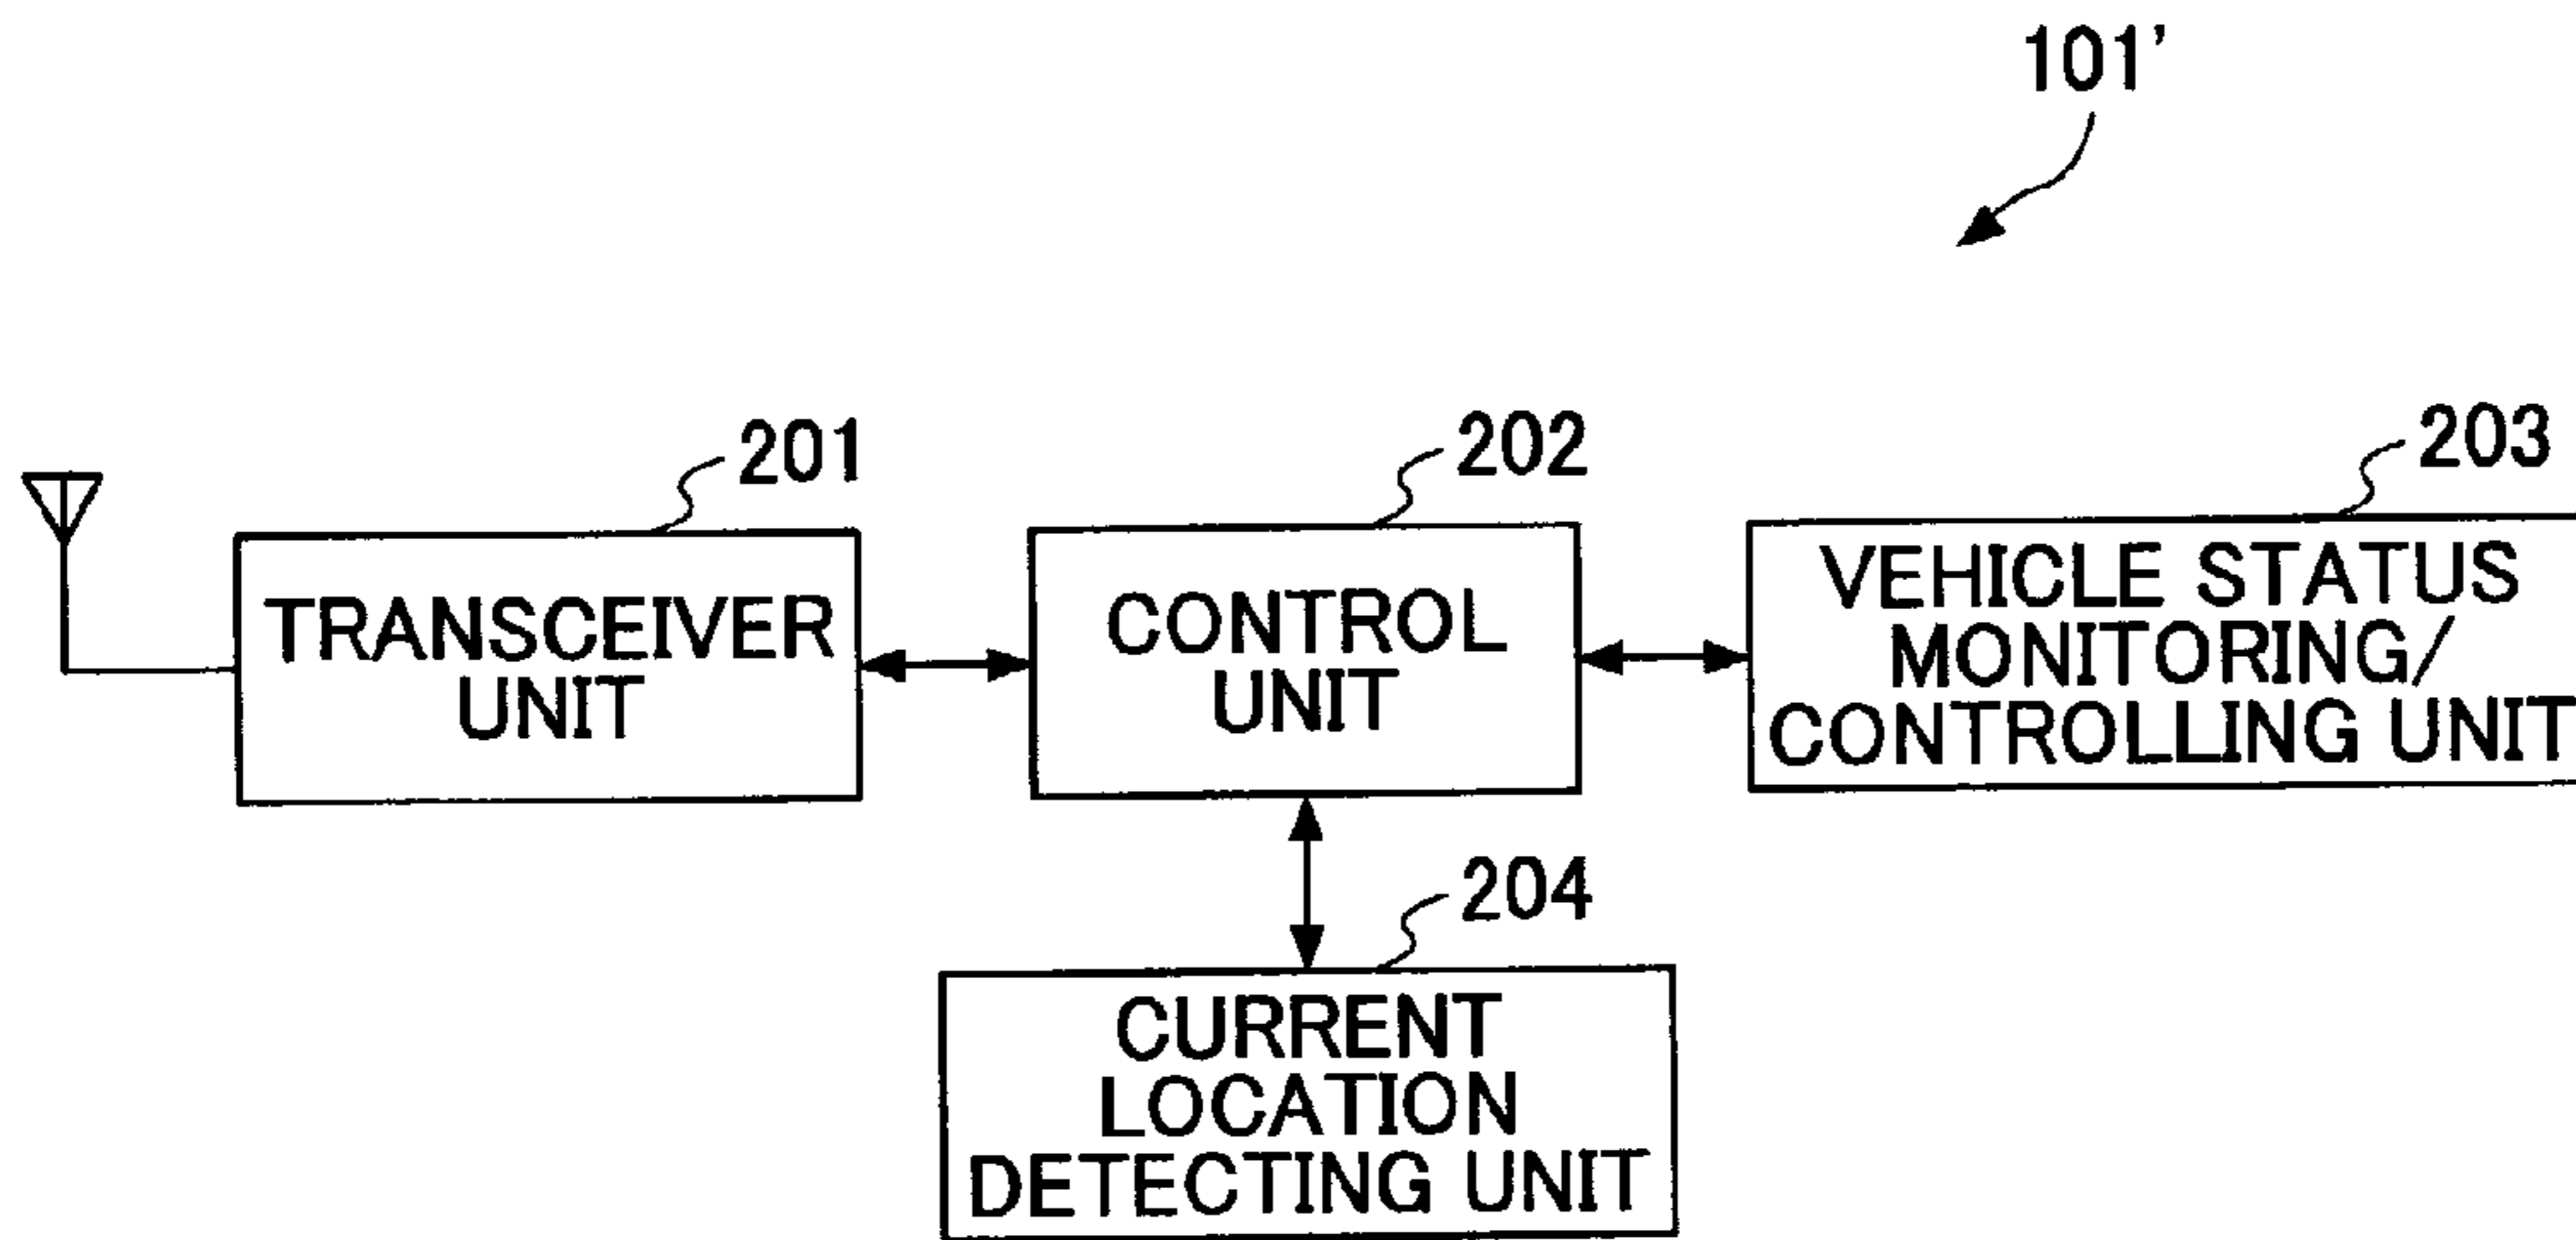 101'
201
202
203
TRANSCEIVER
UNIT
CONTROL
UNIT
VEHICLE STATUS
MONITORING/
CONTROLLING UNIT
204
CURRENT
LOCATION
DETECTING UNIT